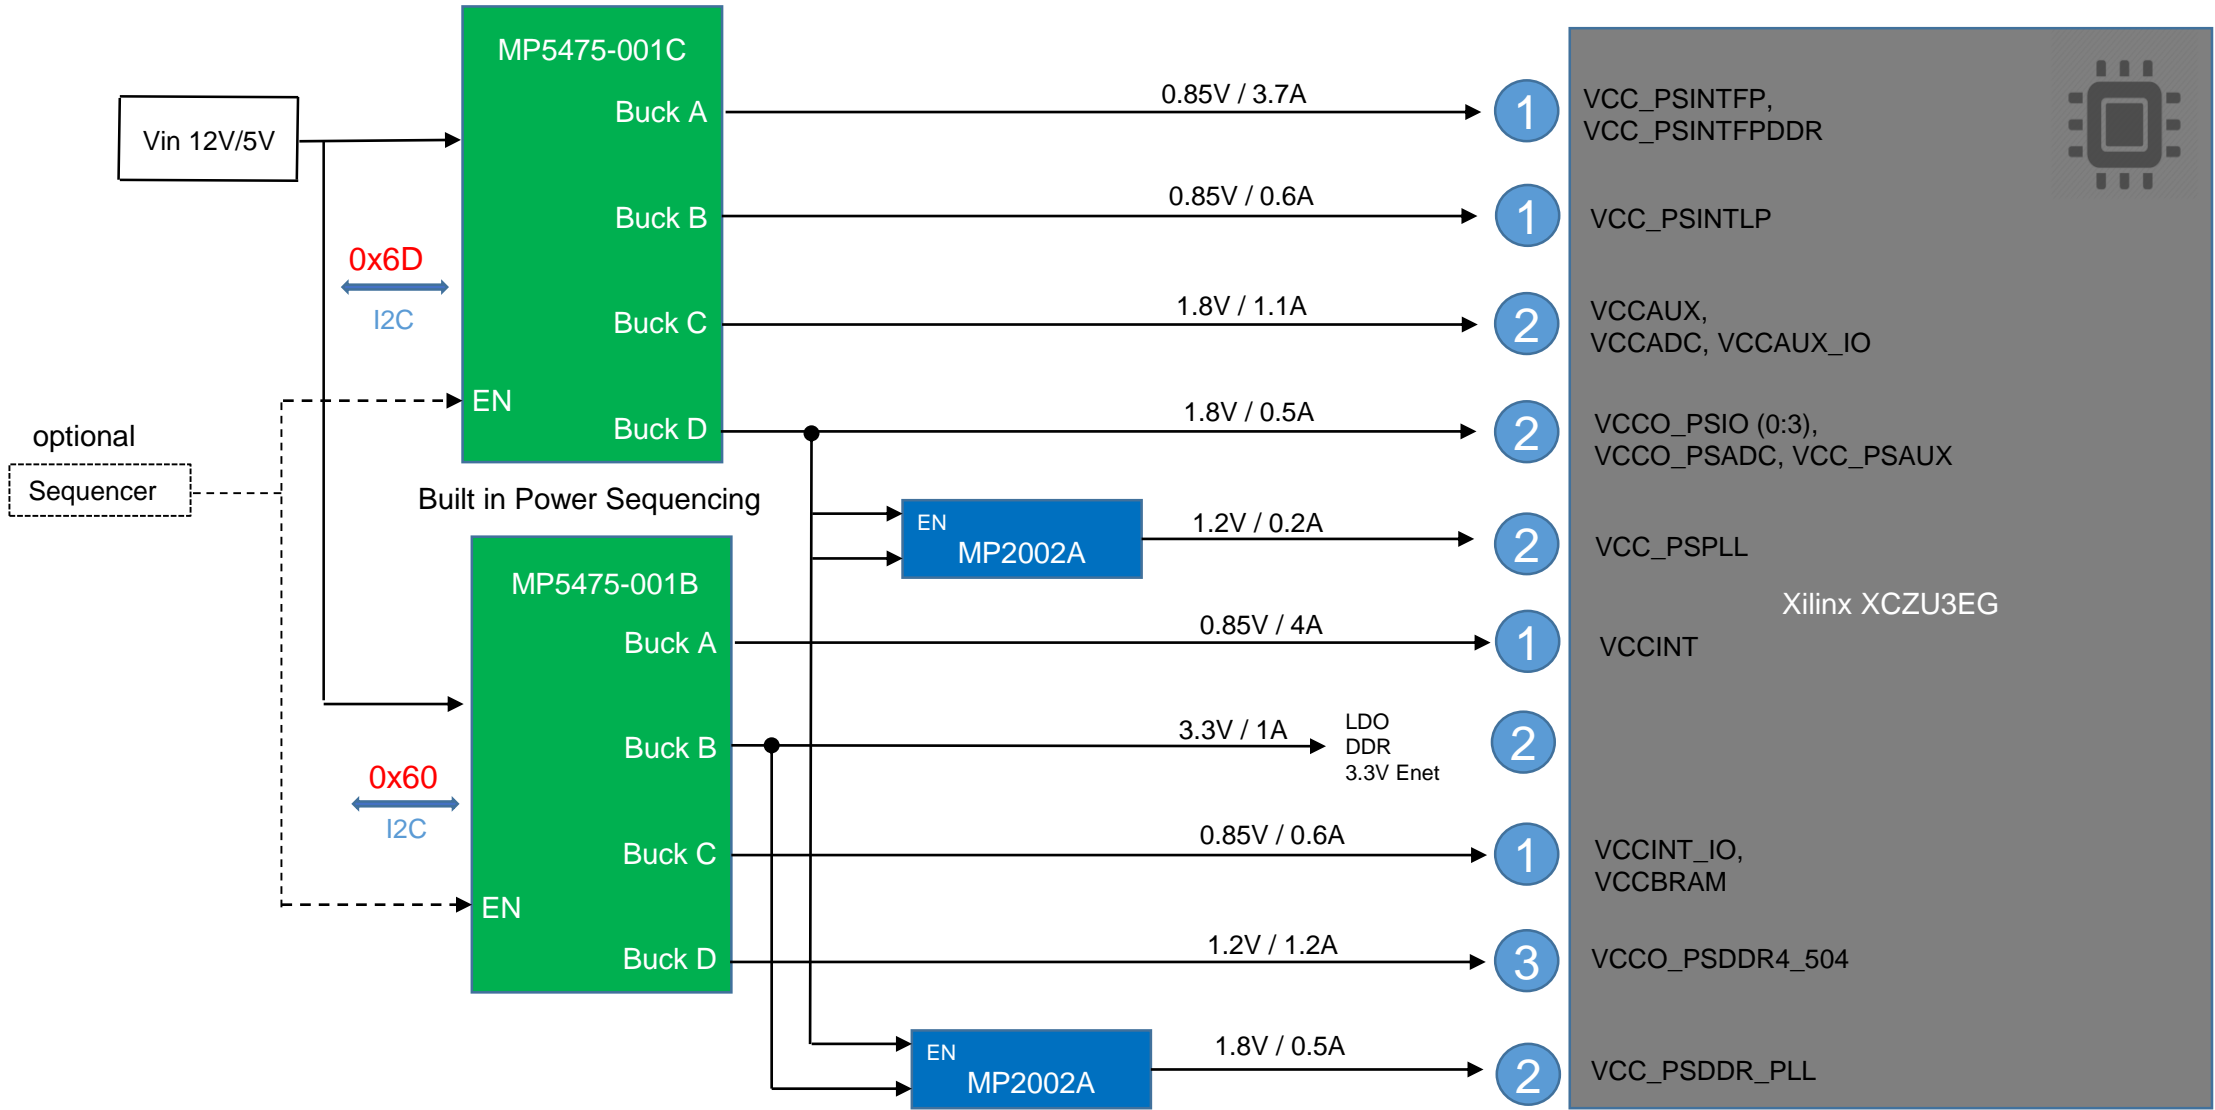 MP5475-001C
Vin 12V/5V
Buck A
0.85V / 3.7A
1
VCC_PSINTFP,
VCC_PSINTFPDDR
Buck B
0.85V / 0.6A
1
VCC_PSINTLP
0x6D
I2C
Buck C
1.8V / 1.1A
2
VCCAUX,
VCCADC, VCCAUX_IO
EN
Buck D
1.8V / 0.5A
2
VCCO_PSIO (0:3),
VCCO_PSADC, VCC_PSAUX
optional
Sequencer
Built in Power Sequencing
EN
MP2002A
1.2V / 0.2A
2
VCC_PSPLL
Xilinx XCZU3EG
MP5475-001B
Buck A
0.85V / 4A
1
VCCINT
Buck B
3.3V / 1A
LDO
DDR
3.3V Enet
2
0x60
I2C
Buck C
0.85V / 0.6A
1
VCCINT_IO,
VCCBRAM
EN
Buck D
1.2V / 1.2A
3
VCCO_PSDDR4_504
EN
MP2002A
1.8V / 0.5A
2
VCC_PSDDR_PLL